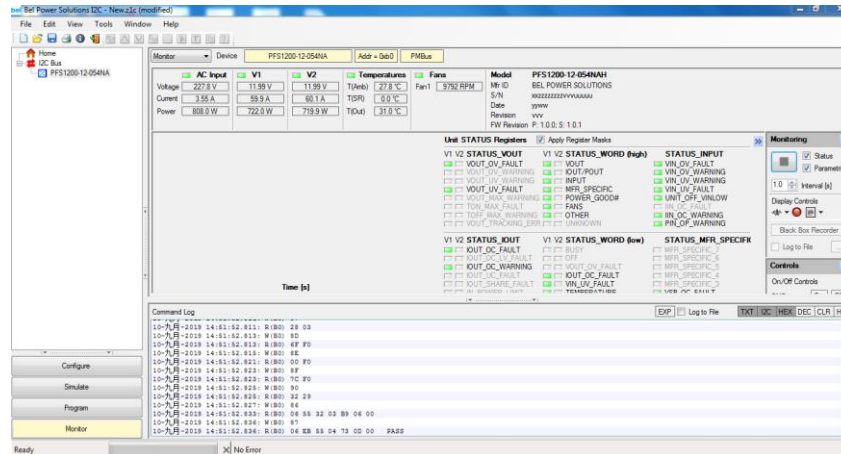 Bel Power Solutions I2C - New.z1c (modified)
File Edit View Tools Window Help
Home
I2C Bus
PFS1200-12-054NA
Monitor Device PFS1200-12-054NA Addr = 0xb0 PMBus
AC Input V1 V2 Temperatures Fans
Voltage 227.8 V 11.99 V 11.99 V T(Amb) 27.8 °C Fan1 9792 RPM
Current 3.55 A 59.9 A 60.1 A T(SR) 0.0 °C
Power 808.0 W 722.0 W 719.9 W T(Out) 31.0 °C
Model PFS1200-12-054NAH
Mfr ID BEL POWER SOLUTIONS
S/N
Date yyww
Revision vvv
FW Revision P: 1.0.0; S: 1.0.1
Unit STATUS Registers Apply Register Masks
V1 V2 STATUS_VOUT
VOUT_OV_FAULT
VOUT_OV_WARNING
VOUT_UV_WARNING
VOUT_UV_FAULT
VOUT_MAX_WARNING
TON_MAX_FAULT
TOFF_MAX_WARNING
VOUT_TRACKING_ERR
V1 V2 STATUS_WORD (high)
VOUT
IOUT/POUT
INPUT
MFR_SPECIFIC
POWER_GOOD#
FANS
OTHER
UNKNOWN
STATUS_INPUT
VIN_OV_FAULT
VIN_OV_WARNING
VIN_UV_WARNING
VIN_UV_FAULT
UNIT_OFF_VINLOW
IIN_OC_FAULT
IIN_OC_WARNING
PIN_OP_WARNING
V1 V2 STATUS_IOUT
IOUT_OC_FAULT
IOUT_OC_LV_FAULT
IOUT_OC_WARNING
IOUT_UC_FAULT
IOUT_SHARE_FAULT
V1 V2 STATUS_WORD (low)
BUSY
OFF
VOUT_OV_FAULT
IOUT_OC_FAULT
VIN_UV_FAULT
TEMPERATURE
STATUS_MFR_SPECIFIC
MFR_SPECIFIC_7
MFR_SPECIFIC_6
MFR_SPECIFIC_5
MFR_SPECIFIC_4
MFR_SPECIFIC_3
Time [s]
Monitoring
Status
Parametri
1.0 Interval [s]
Display Controls
Black Box Recorder
Log to File
Controls
On/Off Controls
Command Log EXP Log to File TXT I2C HEX DEC CLR H
10-九月-2019 14:51:52.811: R(B0) 28 03
10-九月-2019 14:51:52.813: W(B0) 8D
10-九月-2019 14:51:52.813: R(B0) 6F F0
10-九月-2019 14:51:52.815: W(B0) 8E
10-九月-2019 14:51:52.821: R(B0) 00 F0
10-九月-2019 14:51:52.823: W(B0) 8F
10-九月-2019 14:51:52.823: R(B0) 7C F0
10-九月-2019 14:51:52.825: W(B0) 90
10-九月-2019 14:51:52.825: R(B0) 32 29
10-九月-2019 14:51:52.827: W(B0) 86
10-九月-2019 14:51:52.833: R(B0) 06 55 32 03 B9 06 00
10-九月-2019 14:51:52.836: W(B0) 87
10-九月-2019 14:51:52.836: R(B0) 06 EB 55 04 73 0D 00 PASS
Configure
Simulate
Program
Monitor
Ready
No Error